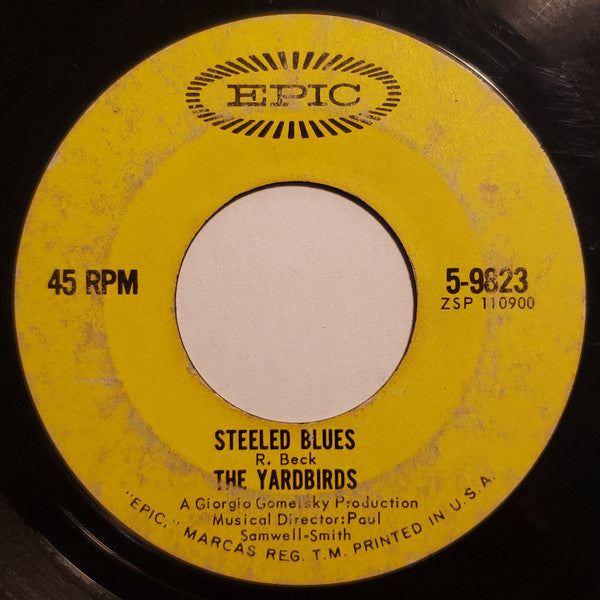 EPIC
45 RPM
5-9823
ZSP 110900
STEELED BLUES
R. Beck
THE YARDBIRDS
A Giorgio Gomelsky Production
Musical Director:Paul
Samwell-Smith
"EPIC," MARCAS REG. T.M. PRINTED IN U.S.A.